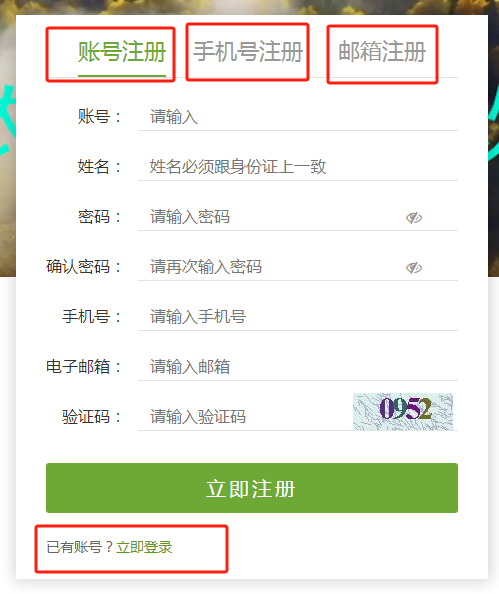 账号注册 手机号注册 邮箱注册
账号： 请输入
姓名： 姓名必须跟身份证上一致
密码： 请输入密码
确认密码： 请再次输入密码
手机号： 请输入手机号
电子邮箱： 请输入邮箱
验证码： 请输入验证码 0952
立即注册
已有账号？立即登录